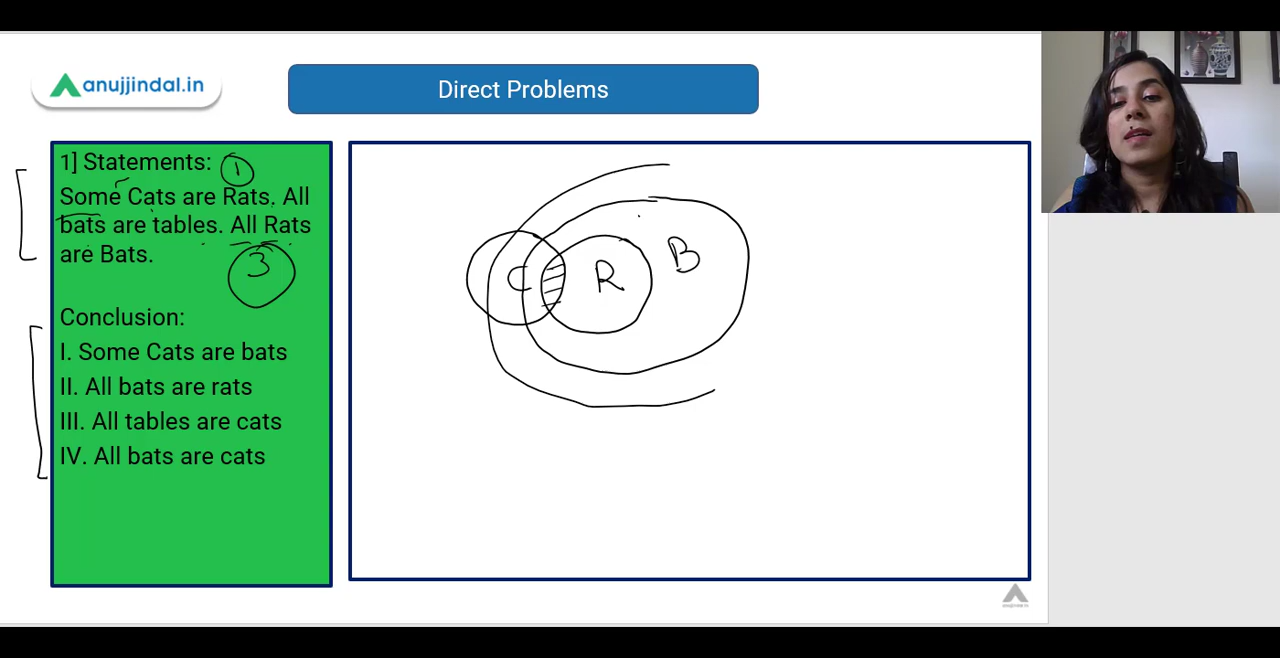 anujjindal.in
Direct Problems
1] Statements: 1
Some Cats are Rats. All
bats are tables. All Rats
are Bats.
3
Conclusion:
I. Some Cats are bats
II. All bats are rats
III. All tables are cats
IV. All bats are cats
C R B